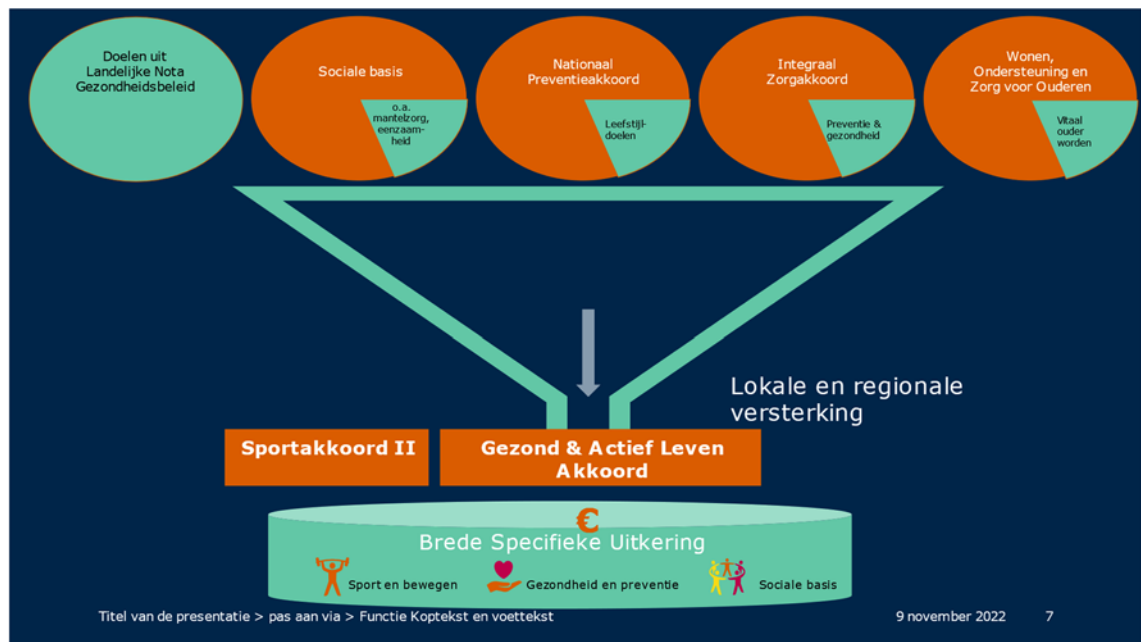 Doelen uit
Landelijke Nota
Gezondheidsbeleid
Sociale basis
o.a.
mantelzorg,
eenzaam-
heid
Nationaal
Preventieakkoord
Leefstijl-
doelen
Integraal
Zorgakkoord
Preventie &
gezondheid
Wonen,
Ondersteuning en
Zorg voor Ouderen
Vitaal
ouder
worden
Lokale en regionale
versterking
Sportakkoord II
Gezond & Actief Leven
Akkoord
€
Brede Specifieke Uitkering
Sport en bewegen
Gezondheid en preventie
Sociale basis
Titel van de presentatie > pas aan via > Functie Koptekst en voettekst
9 november 2022
7